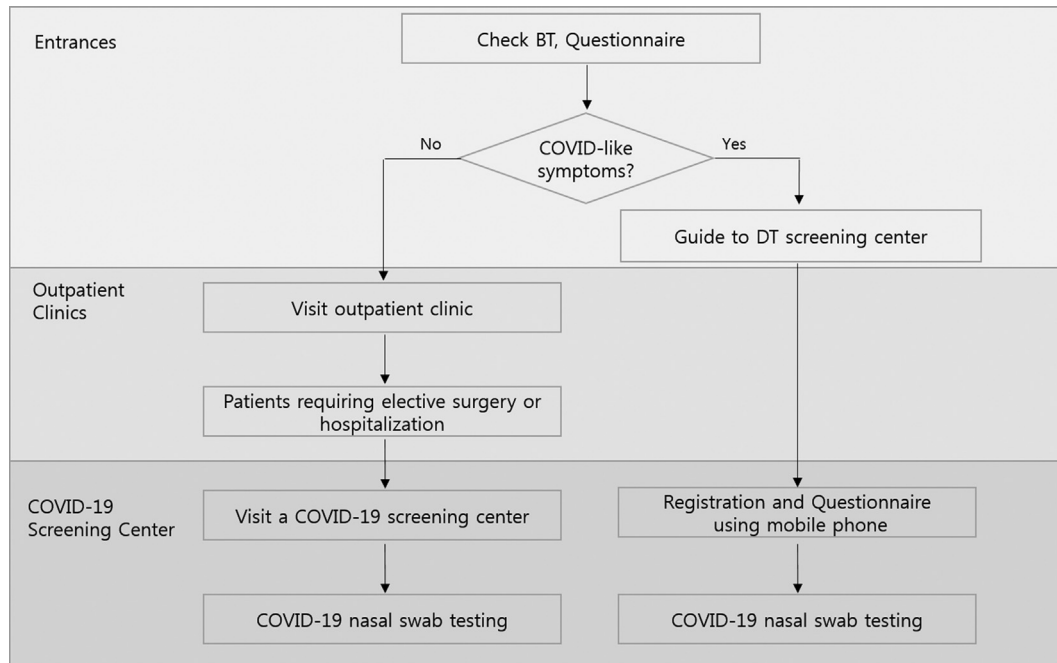 Entrances
Check BT, Questionnaire
No
COVID-like
symptoms?
Yes
Guide to DT screening center
Outpatient
Clinics
Visit outpatient clinic
Patients requiring elective surgery or
hospitalization
COVID-19
Screening Center
Visit a COVID-19 screening center
Registration and Questionnaire
using mobile phone
COVID-19 nasal swab testing
COVID-19 nasal swab testing